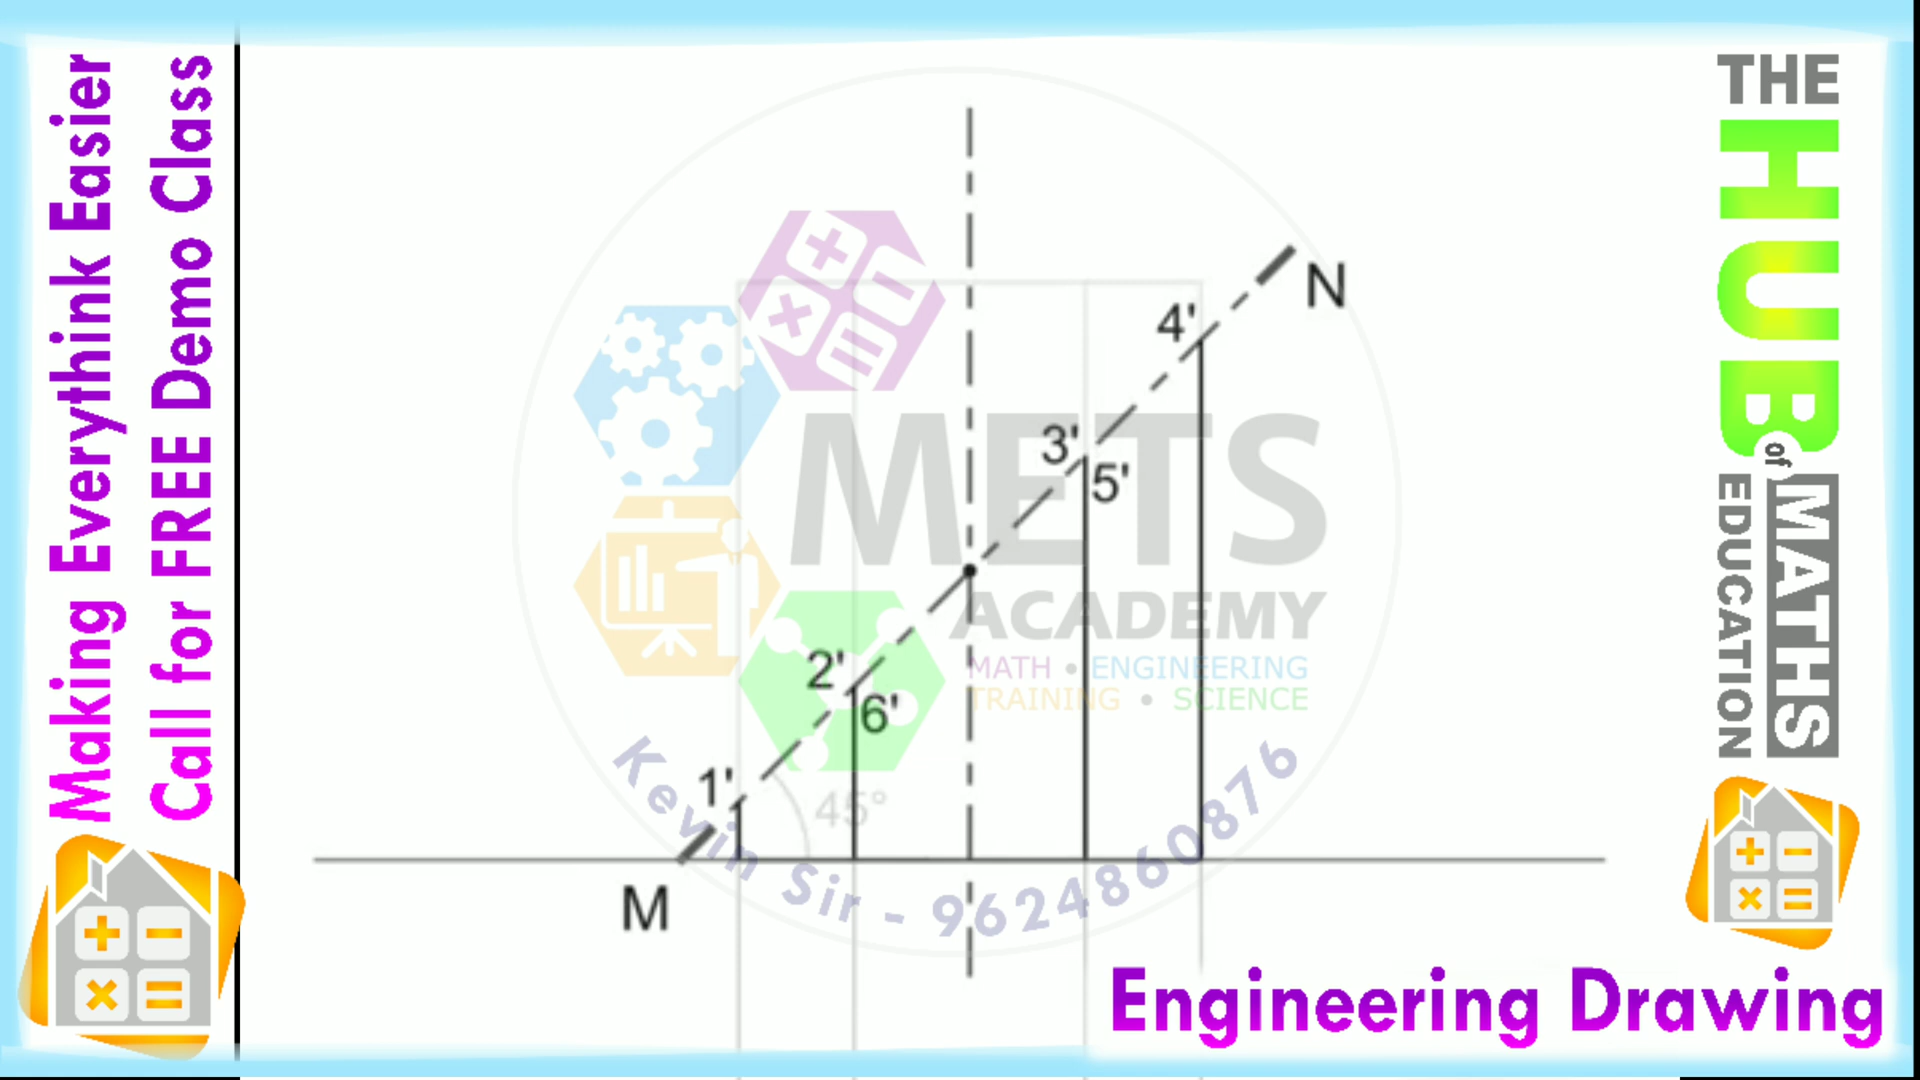 Making Everythink Easier
Call for FREE Demo Class
THE
HUB
of
MATHS
EDUCATION
N
4'
3'
5'
METS
ACADEMY
MATH • ENGINEERING
TRAINING • SCIENCE
2'
6'
1'
45°
M
Kevin Sir - 9624860876
Engineering Drawing